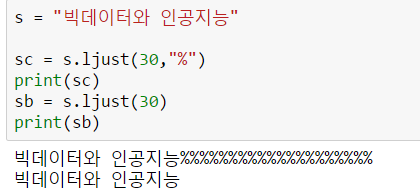 s = "빅데이터와 인공지능"
sc = s.ljust(30,"%")
print(sc)
sb = s.ljust(30)
print(sb)
빅데이터와 인공지능%%%%%%%%%%%%%%%%%%%%
빅데이터와 인공지능